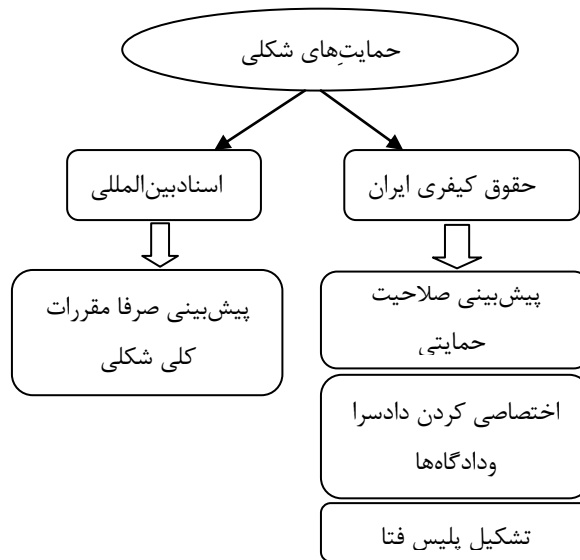 حمایتِ‌های شکلی
حقوق کیفری ایران
اسنادبین‌المللی
پیش‌بینی صلاحیت
حمایتی
پیش‌بینی صرفا مقررات
کلی شکلی
اختصاصی کردن دادسرا
ودادگاه‌ها
تشکیل پلیس فتا